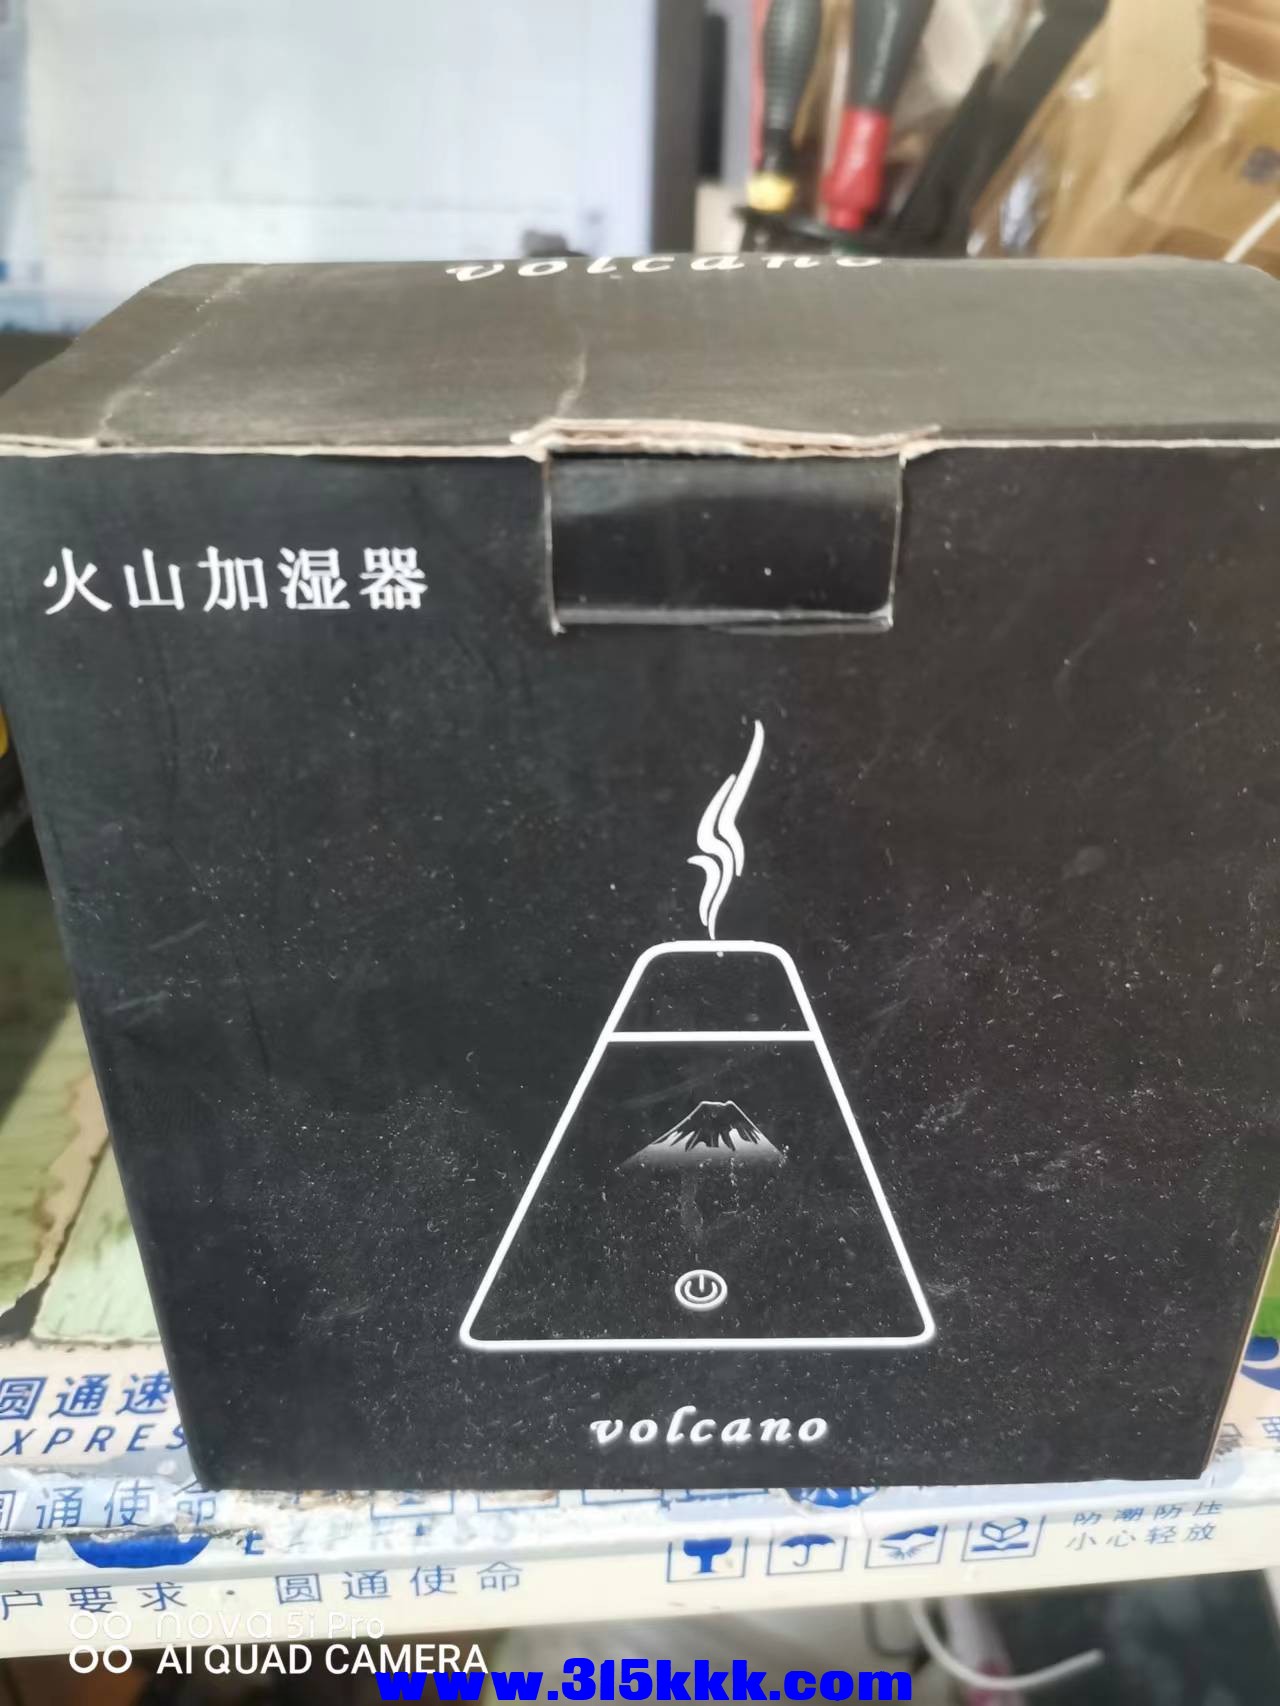 volcano
火山加湿器
volcano
圆通速
XPRESS
圆通使命
EXPRESS
防潮防压
小心轻放
户要求·圆通使命
nova 5i Pro
AI QUAD CAMERA
www.315kkk.com